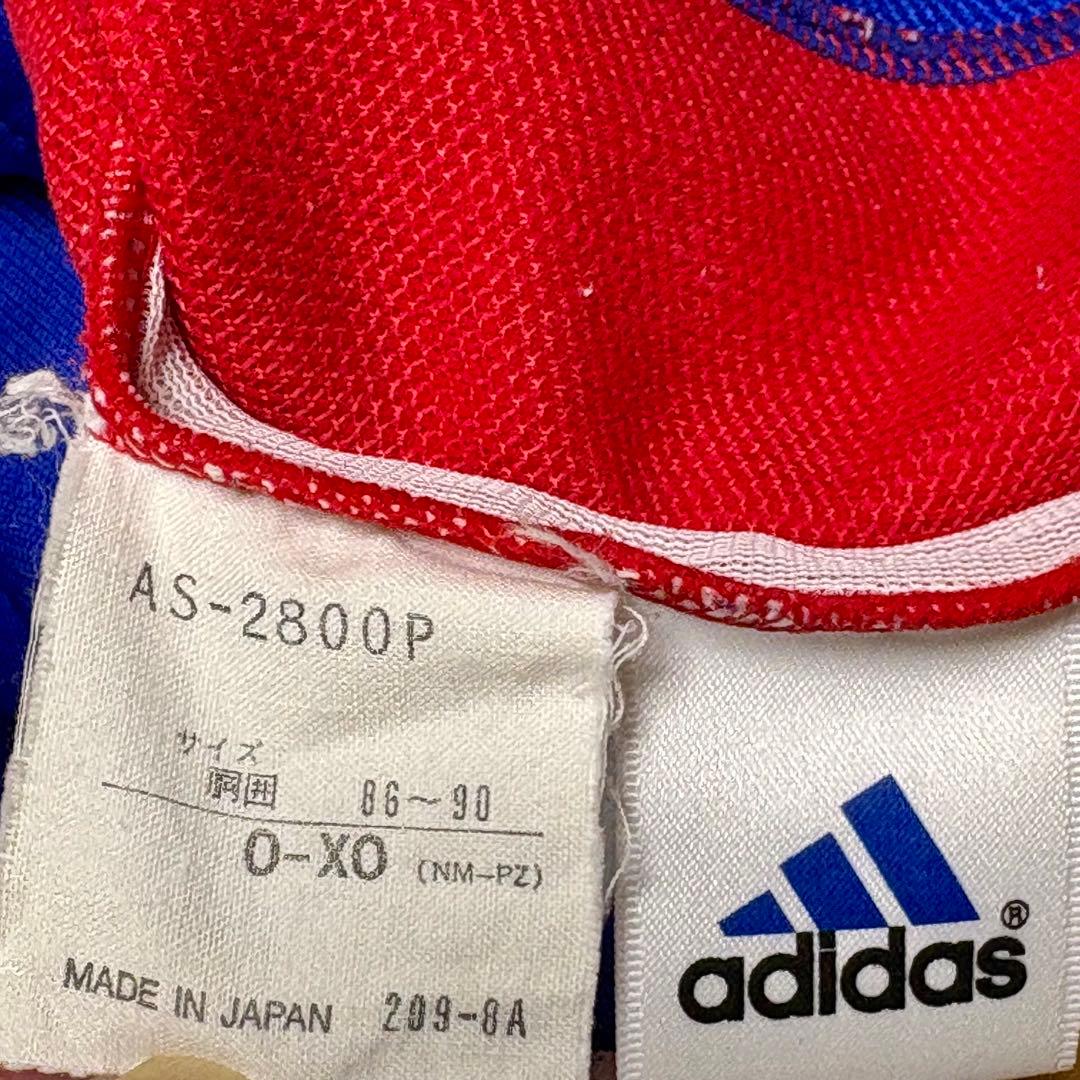 AS-2800P
サイズ
胴囲 86~90
O-XO (NM-PZ)
MADE IN JAPAN 209-8A
adidas®